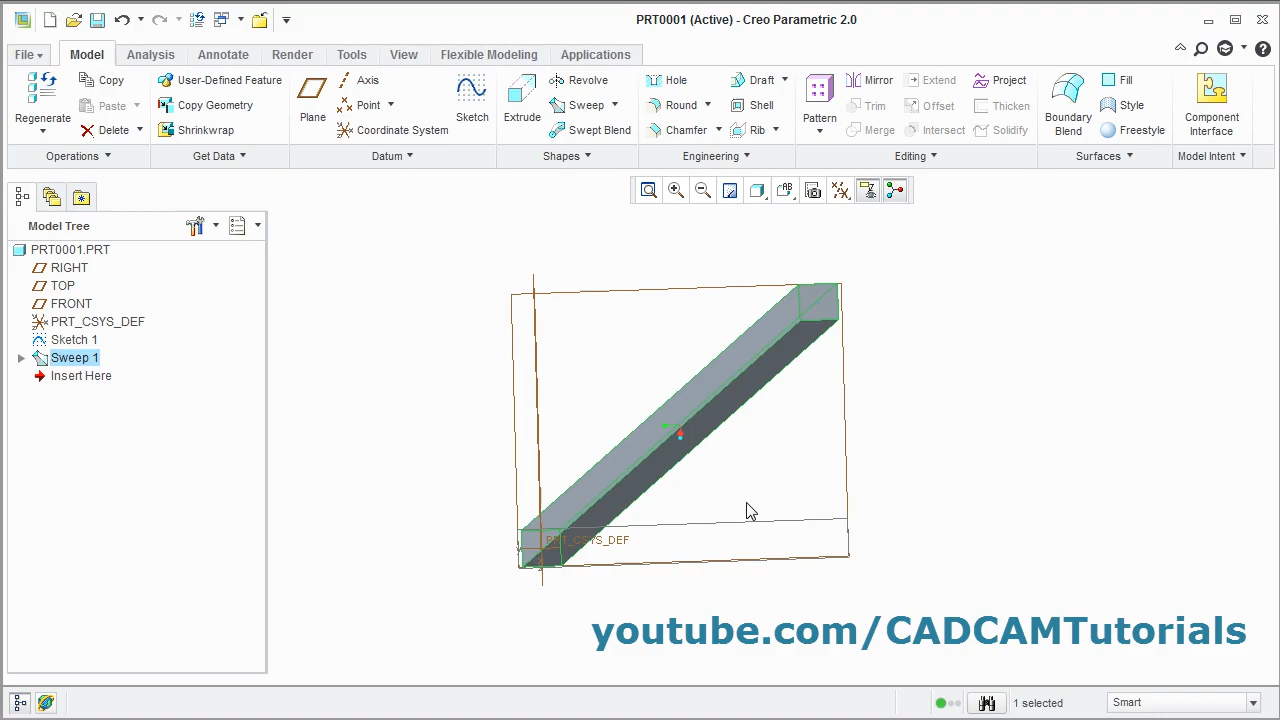 PRT0001 (Active) - Creo Parametric 2.0
File Model Analysis Annotate Render Tools View Flexible Modeling Applications
Regenerate Copy Paste Delete
User-Defined Feature Copy Geometry Shrinkwrap
Plane Axis Point Coordinate System Sketch
Extrude Revolve Sweep Swept Blend
Hole Round Chamfer Draft Shell Rib
Pattern Mirror Trim Merge Extend Offset Intersect Project Thicken Solidify
Boundary Blend Fill Style Freestyle
Component Interface
Operations Get Data Datum Shapes Engineering Editing Surfaces Model Intent
Model Tree
PRT0001.PRT
RIGHT
TOP
FRONT
PRT_CSYS_DEF
Sketch 1
Sweep 1
Insert Here
PRT_CSYS_DEF
youtube.com/CADCAMTutorials
1 selected Smart